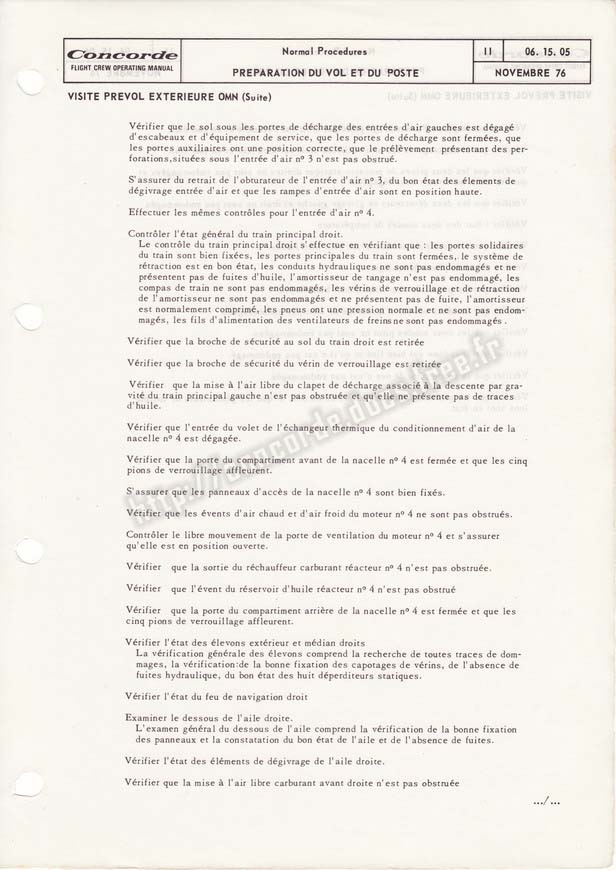 Concorde
FLIGHT CREW OPERATING MANUAL
Normal Procedures
PREPARATION DU VOL ET DU POSTE
11
06. 15. 05
NOVEMBRE 76
VISITE PREVOL EXTERIEURE OMN (Suite)
Vérifier que le sol sous les portes de décharge des entrées d'air gauches est dégagé
d'escabeaux et d'équipement de service, que les portes de décharge sont fermées, que
les portes auxiliaires ont une position correcte, que le prélèvement présentant des per-
forations,situées sous l'entrée d'air n° 3 n'est pas obstrué.
S'assurer du retrait de l'obturateur de l'entrée d'air n° 3, du bon état des élements de
dégivrage entrée d'air et que les rampes d'entrée d'air sont en position haute.
Effectuer les mêmes contrôles pour l'entrée d'air n° 4.
Contrôler l'état général du train principal droit.
Le contrôle du train principal droit s'effectue en vérifiant que : les portes solidaires
du train sont bien fixées, les portes principales du train sont fermées, le système de
rétraction est en bon état, les conduits hydrauliques ne sont pas endommagés et ne
présentent pas de fuites d'huile, l'amortisseur de tangage n'est pas endommagé, les
compas de train ne sont pas endommagés, les vérins de verrouillage et de rétraction
de l'amortisseur ne sont pas endommagés et ne présentent pas de fuite, l'amortisseur
est normalement comprimé, les pneus ont une pression normale et ne sont pas endom-
magés, les fils d'alimentation des ventilateurs de freins ne sont pas endommagés .
Vérifier que la broche de sécurité au sol du train droit est retirée
Vérifier que la broche de sécurité du vérin de verrouillage est retirée
Vérifier que la mise à l'air libre du clapet de décharge associé à la descente par gra-
vité du train principal gauche n'est pas obstruée et qu'elle ne présente pas de traces
d'huile.
Vérifier que l'entrée du volet de l'échangeur thermique du conditionnement d'air de la
nacelle n° 4 est dégagée.
Vérifier que la porte du compartiment avant de la nacelle n° 4 est fermée et que les cinq
pions de verrouillage affleurent.
S'assurer que les panneaux d'accès de la nacelle n° 4 sont bien fixés.
Vérifier que les évents d'air chaud et d'air froid du moteur n° 4 ne sont pas obstrués.
Contrôler le libre mouvement de la porte de ventilation du moteur n° 4 et s'assurer
qu'elle est en position ouverte.
Vérifier que la sortie du réchauffeur carburant réacteur n° 4 n'est pas obstruée.
Vérifier que l'évent du réservoir d'huile réacteur n° 4 n'est pas obstrué
Vérifier que la porte du compartiment arrière de la nacelle n° 4 est fermée et que les
cinq pions de verrouillage affleurent.
Vérifier l'état des élevons extérieur et médian droits
La vérification générale des élevons comprend la recherche de toutes traces de dom-
mages, la vérification:de la bonne fixation des capotages de vérins, de l'absence de
fuites hydraulique, du bon état des huit déperditeurs statiques.
Vérifier l'état du feu de navigation droit
Examiner le dessous de l'aile droite.
L'examen général du dessous de l'aile comprend la vérification de la bonne fixation
des panneaux et la constatation du bon état de l'aile et de l'absence de fuites.
Vérifier l'état des éléments de dégivrage de l'aile droite.
Vérifier que la mise à l'air libre carburant avant droite n'est pas obstruée
.../ ...